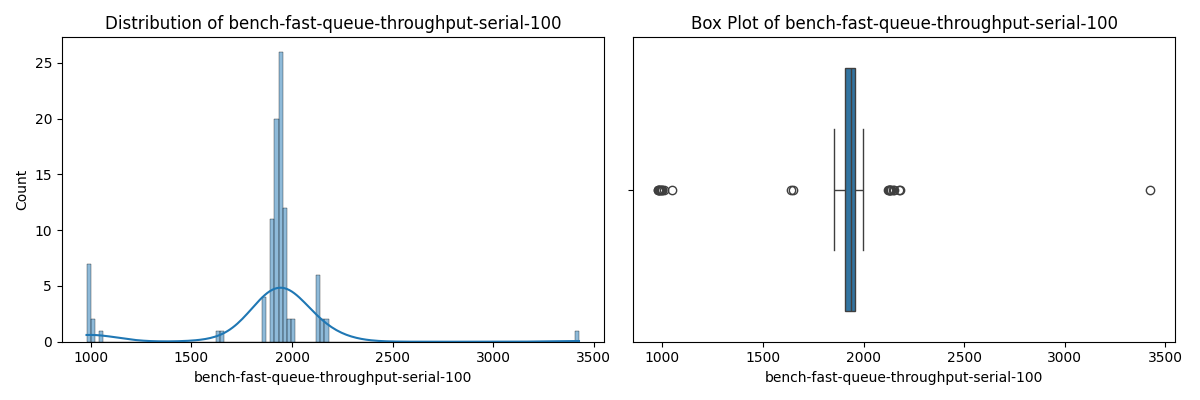 Distribution of bench-fast-queue-throughput-serial-100
Count
25
20
15
10
5
0
1000 1500 2000 2500 3000 3500
bench-fast-queue-throughput-serial-100
Box Plot of bench-fast-queue-throughput-serial-100
1000 1500 2000 2500 3000 3500
bench-fast-queue-throughput-serial-100